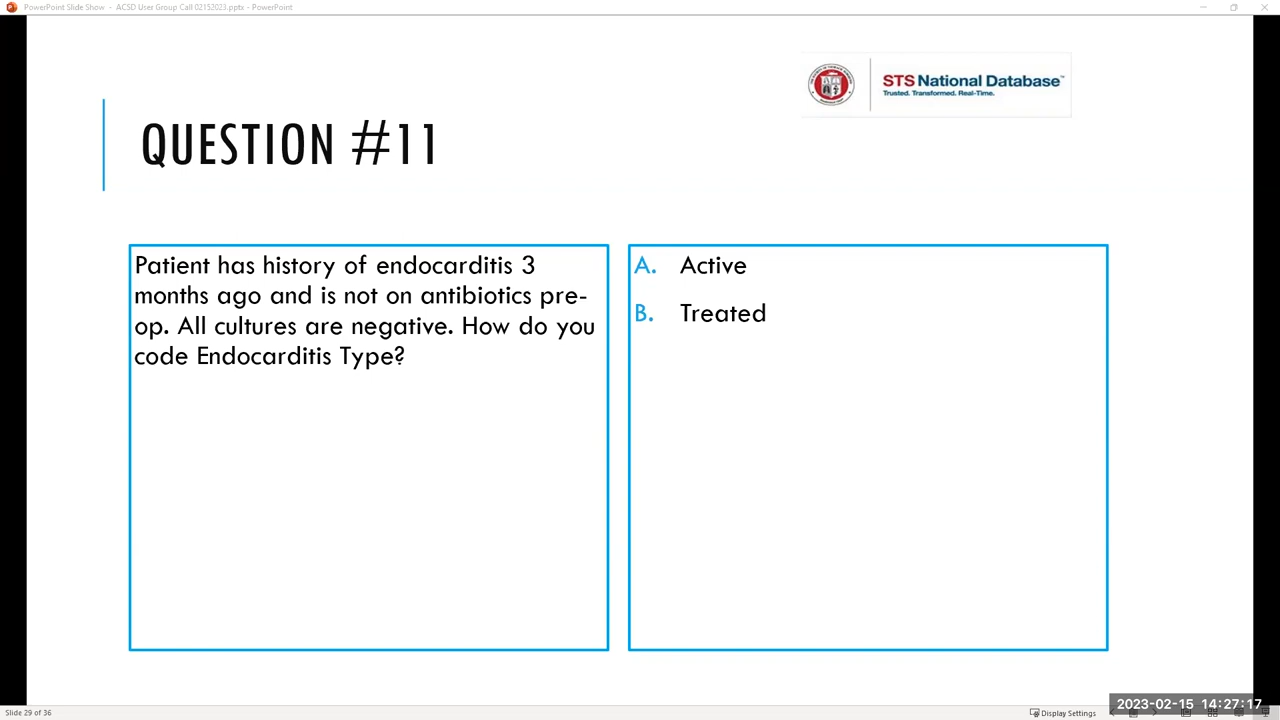 PowerPoint Slide Show - ACSD User Group Call 02152023.pptx - PowerPoint
STS National Database™
Trusted. Transformed. Real-Time.
QUESTION #11
Patient has history of endocarditis 3
months ago and is not on antibiotics pre-
op. All cultures are negative. How do you
code Endocarditis Type?
A. Active
B. Treated
Slide 29 of 36
Display Settings
2023-02-15 14:27:17